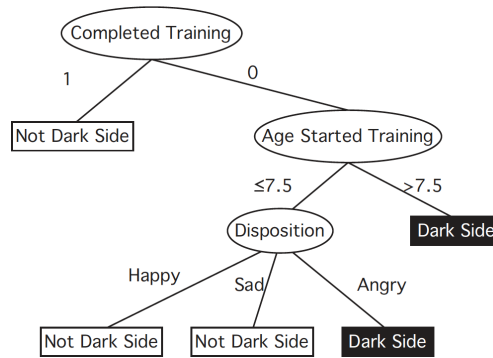 Completed Training
1
0
Not Dark Side
Age Started Training
≤7.5
>7.5
Disposition
Dark Side
Happy
Sad
Angry
Not Dark Side
Not Dark Side
Dark Side